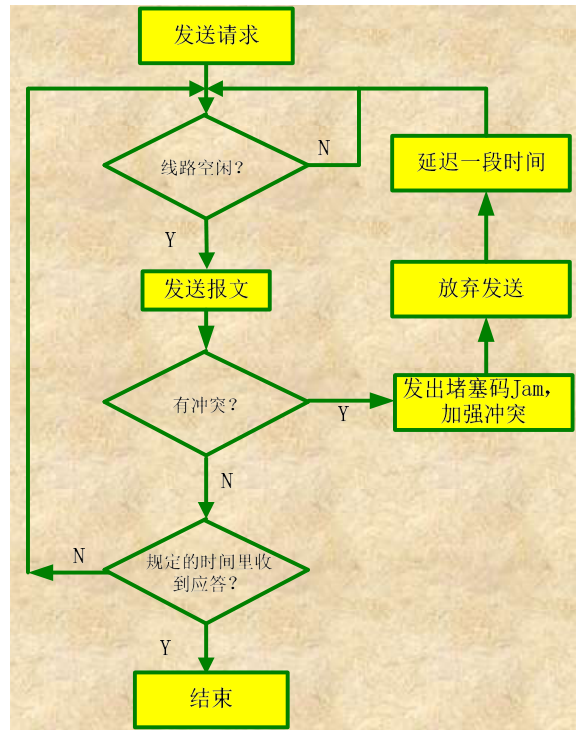 发送请求
线路空闲?
N
延迟一段时间
Y
发送报文
放弃发送
有冲突?
Y
发出堵塞码Jam,
加强冲突
N
规定的时间里收
到应答?
N
Y
结束